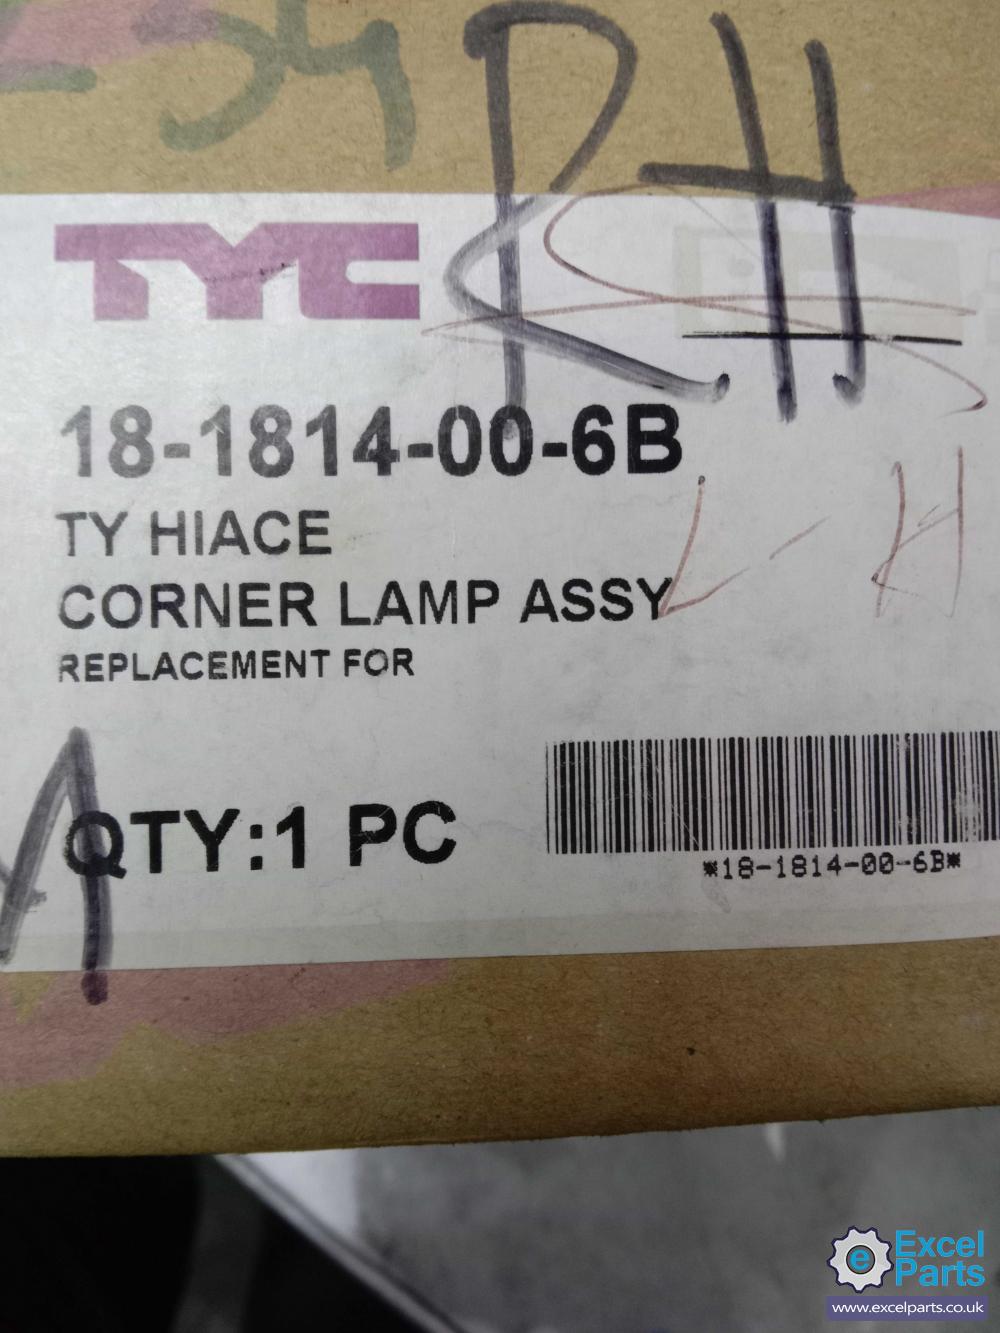 54
RH
TYC
18-1814-00-6B
TY HIACE
CORNER LAMP ASSY
L-H
REPLACEMENT FOR
QTY:1 PC
*18-1814-00-6B*
e Excel
Parts
www.excelparts.co.uk